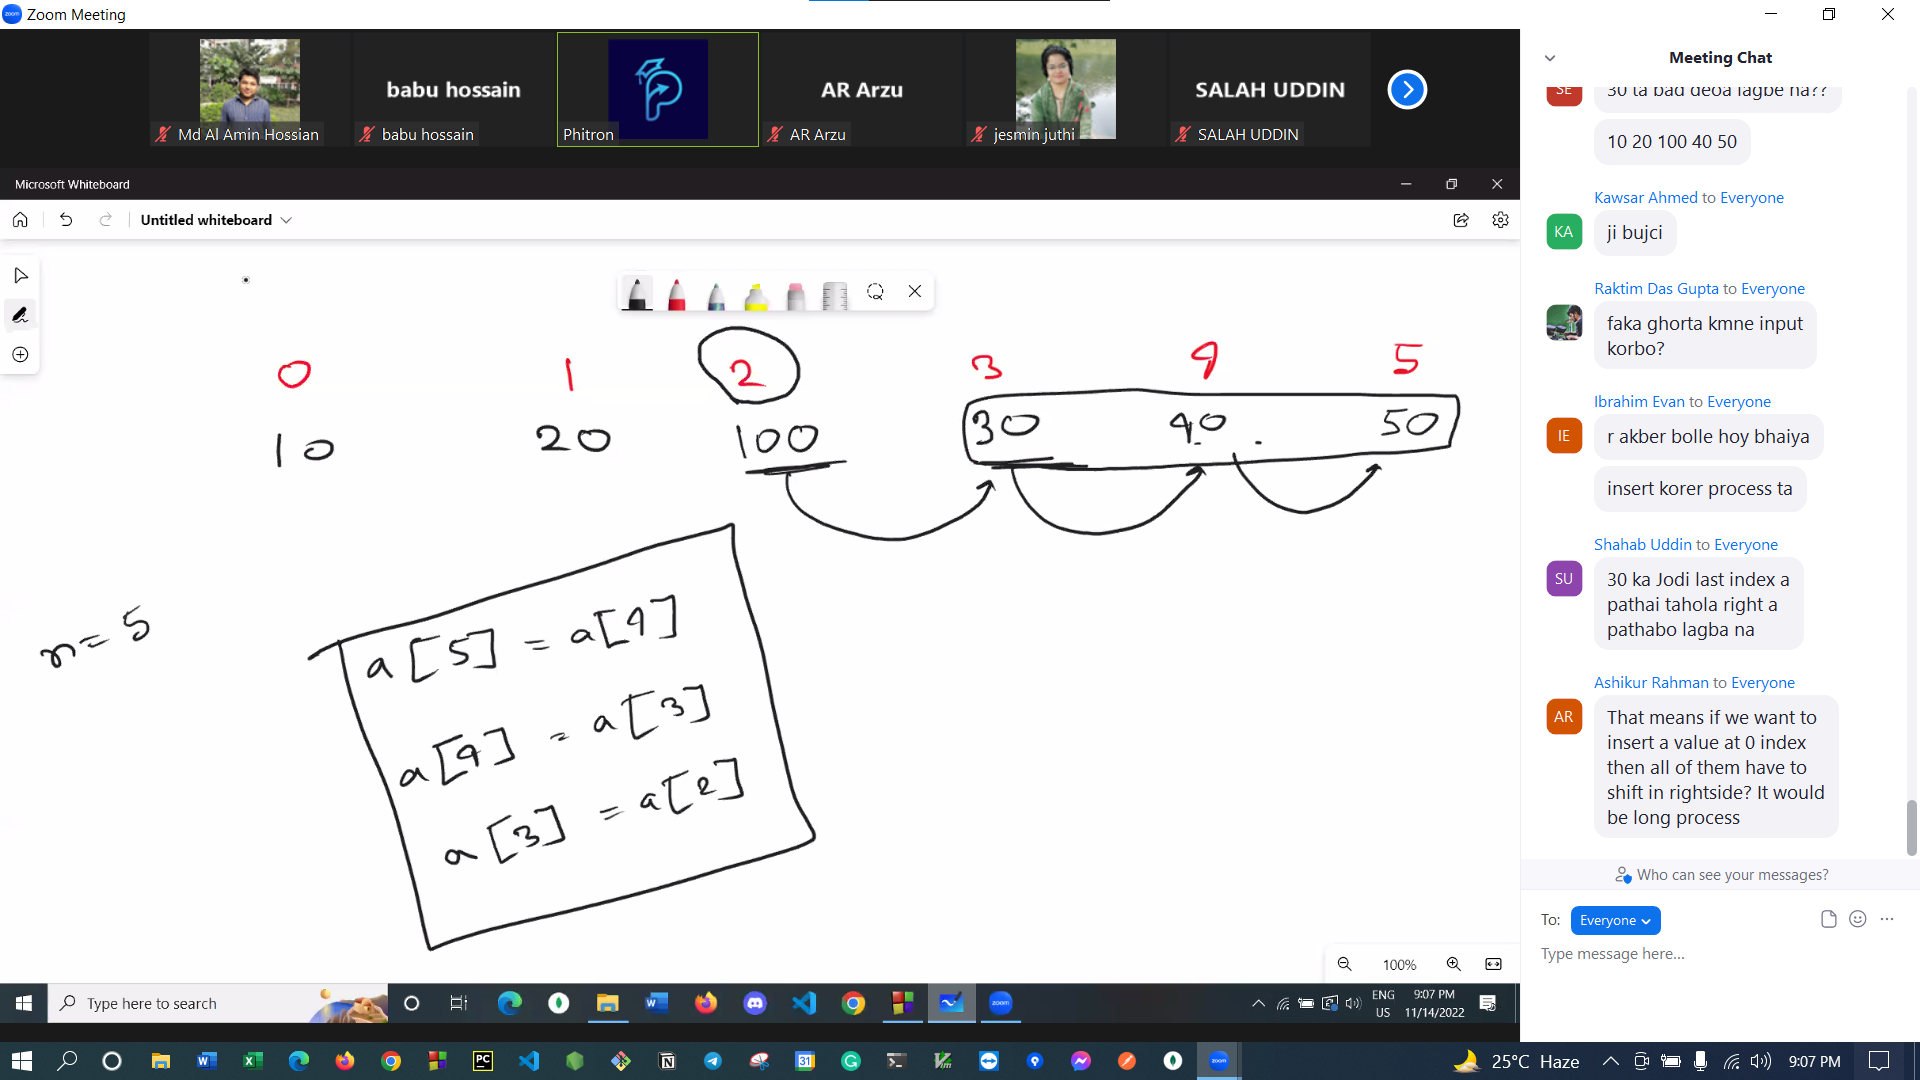 Zoom Meeting
babu hossain
AR Arzu
SALAH UDDIN
Md Al Amin Hossian
babu hossain
Phitron
AR Arzu
jesmin juthi
SALAH UDDIN
Microsoft Whiteboard
Untitled whiteboard
0 1 2 3 4 5
10 20 100 30 40 50
n = 5
a[5] = a[4]
a[4] = a[3]
a[3] = a[2]
100%
Type here to search
zoom
ENG
US
9:07 PM
11/14/2022
Meeting Chat
SE
30 ta bad deoa lagbe na??
10 20 100 40 50
Kawsar Ahmed to Everyone
KA
ji bujci
Raktim Das Gupta to Everyone
faka ghorta kmne input
korbo?
Ibrahim Evan to Everyone
IE
r akber bolle hoy bhaiya
insert korer process ta
Shahab Uddin to Everyone
SU
30 ka Jodi last index a
pathai tahola right a
pathabo lagba na
Ashikur Rahman to Everyone
AR
That means if we want to
insert a value at 0 index
then all of them have to
shift in rightside? It would
be long process
Who can see your messages?
To: Everyone
Type message here...
25°C Haze
9:07 PM